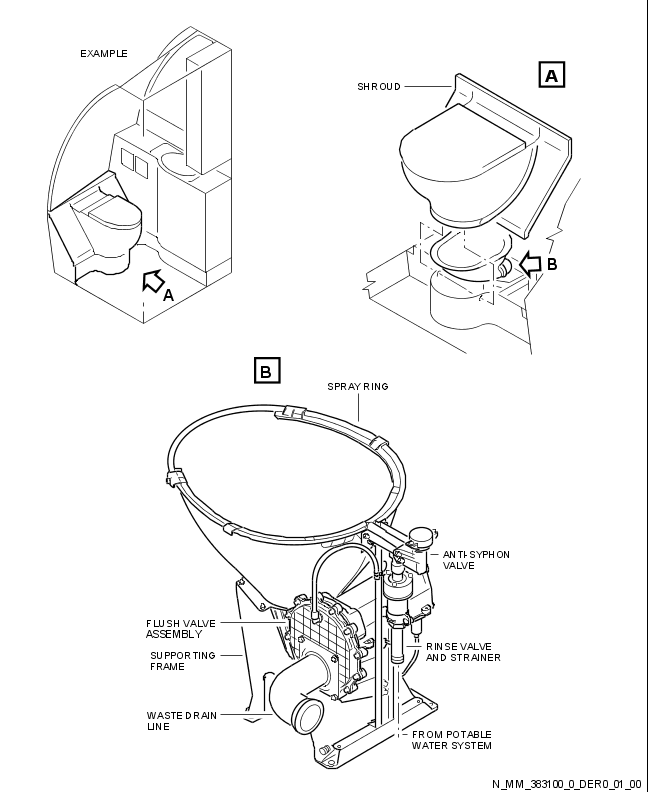 EXAMPLE
A
SHROUD
A
B
B
SPRAY RING
ANTI-SYPHON
VALVE
FLUSH VALVE
ASSEMBLY
SUPPORTING
FRAME
RINSE VALVE
AND STRAINER
WASTE DRAIN
LINE
FROM POTABLE
WATER SYSTEM
N_MM_383100_0_DER0_01_00